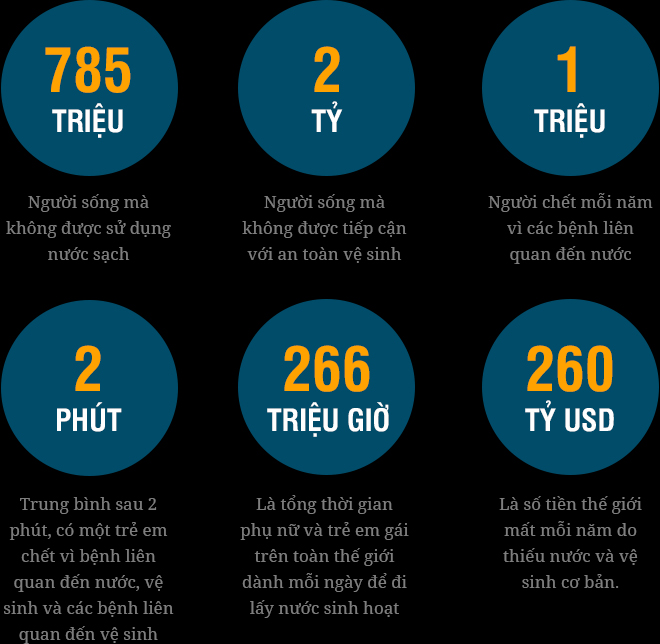 785
TRIỆU
Người sống mà
không được sử dụng
nước sạch
2
TỶ
Người sống mà
không được tiếp cận
với an toàn vệ sinh
1
TRIỆU
Người chết mỗi năm
vì các bệnh liên
quan đến nước
2
PHÚT
Trung bình sau 2
phút, có một trẻ em
chết vì bệnh liên
quan đến nước, vệ
sinh và các bệnh liên
quan đến vệ sinh
266
TRIỆU GIỜ
Là tổng thời gian
phụ nữ và trẻ em gái
trên toàn thế giới
dành mỗi ngày để đi
lấy nước sinh hoạt
260
TỶ USD
Là số tiền thế giới
mất mỗi năm do
thiếu nước và vệ
sinh cơ bản.